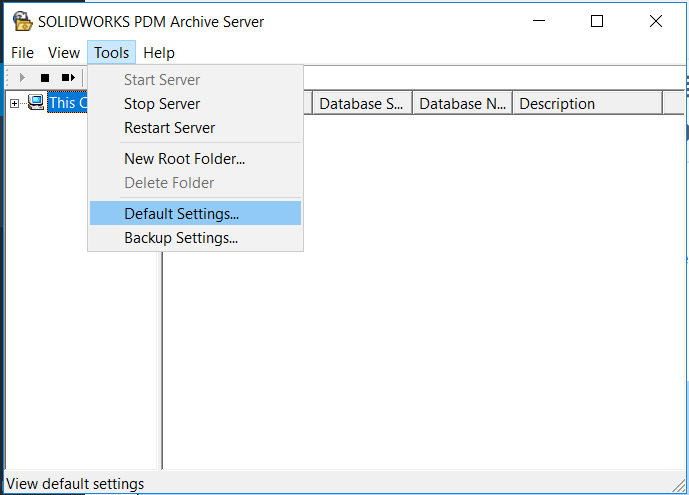 SOLIDWORKS PDM Archive Server
File View Tools Help
Start Server
This C Database S... Database N... Description
Stop Server
Restart Server
New Root Folder...
Delete Folder
Default Settings...
Backup Settings...
View default settings